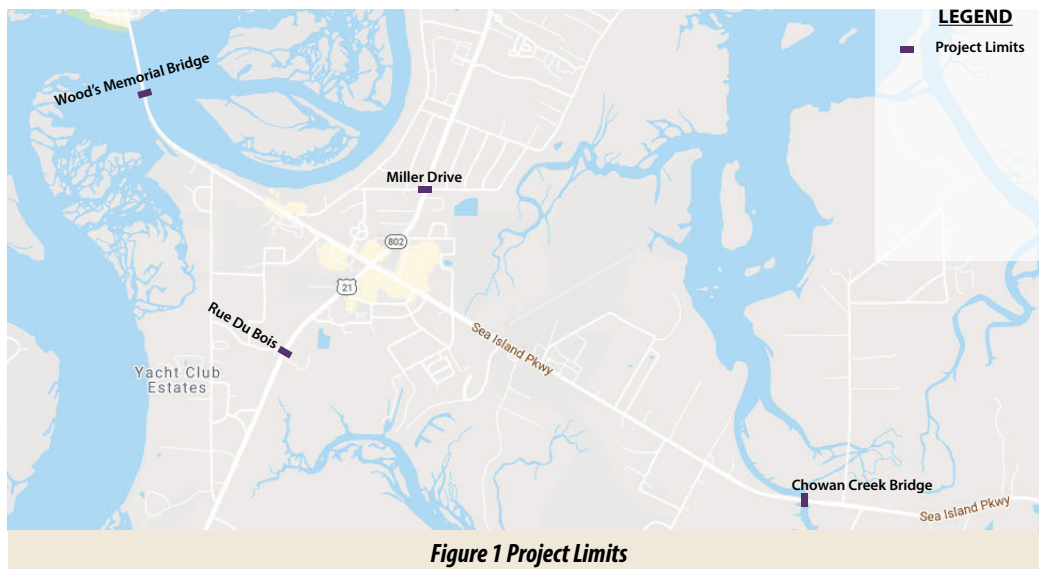 LEGEND
Project Limits
Wood's Memorial Bridge
Miller Drive
802
21
Rue Du Bois
Sea Island Pkwy
Yacht Club
Estates
Chowan Creek Bridge
Sea Island Pkwy
Figure 1 Project Limits